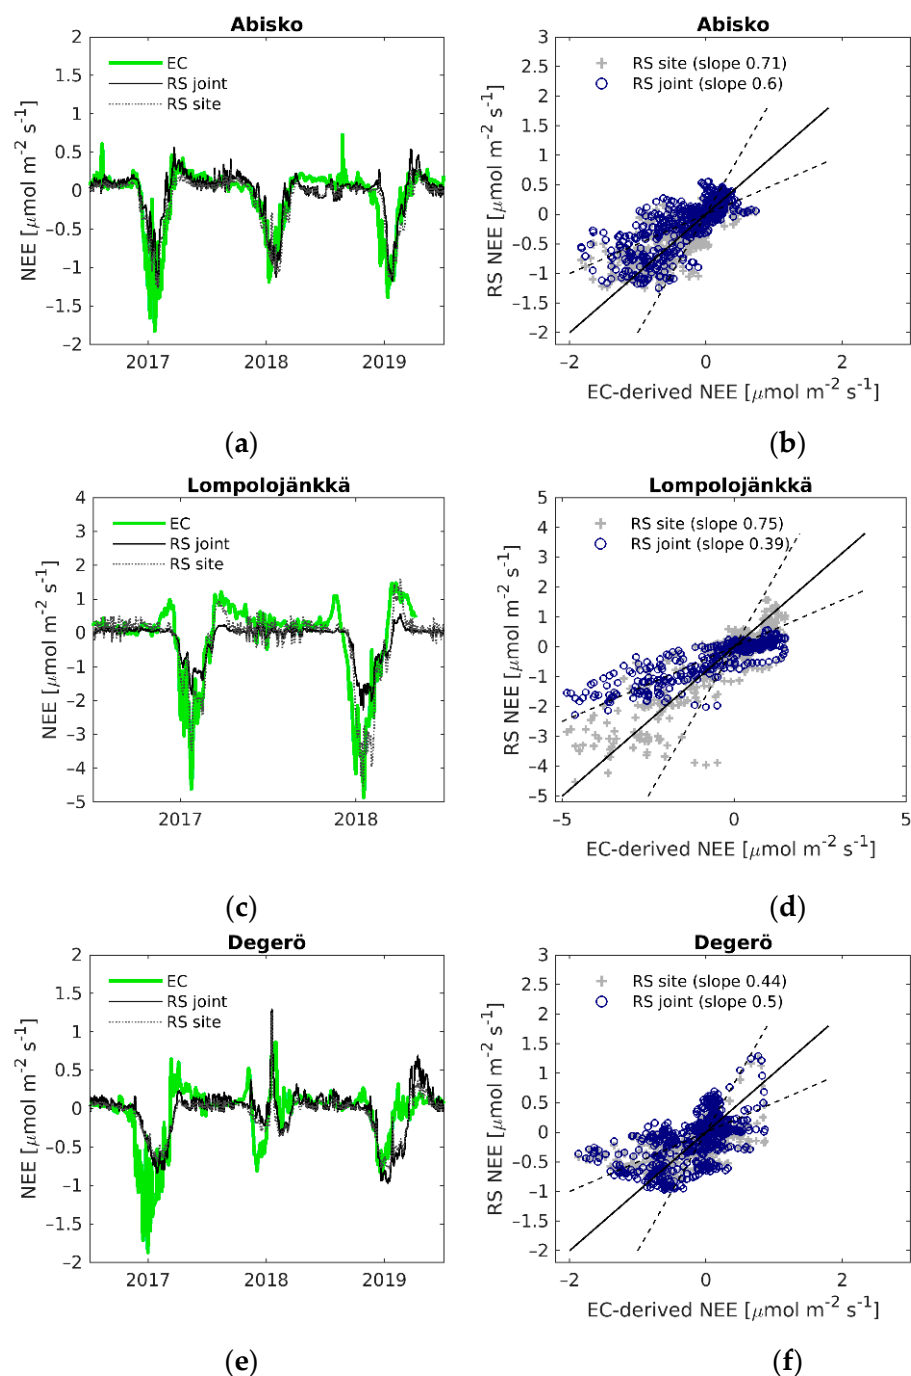 Abisko
2
1.5
1
0.5
0
−0.5
−1
−1.5
−2
NEE [μmol m-2 s-1]
EC
RS joint
RS site
2017
2018
2019
(a)
Abisko
3
2.5
2
1.5
1
0.5
0
−0.5
−1
−1.5
−2
RS NEE [μmol m-2 s-1]
RS site (slope 0.71)
RS joint (slope 0.6)
−2
0
2
EC-derived NEE [μmol m-2 s-1]
(b)
Lompolojänkkä
4
3
2
1
0
−1
−2
−3
−4
−5
NEE [μmol m-2 s-1]
EC
RS joint
RS site
2017
2018
(c)
Lompolojänkkä
5
4
3
2
1
0
−1
−2
−3
−4
−5
RS NEE [μmol m-2 s-1]
RS site (slope 0.75)
RS joint (slope 0.39)
−5
0
5
EC-derived NEE [μmol m-2 s-1]
(d)
Degerö
2
1.5
1
0.5
0
−0.5
−1
−1.5
−2
NEE [μmol m-2 s-1]
EC
RS joint
RS site
2017
2018
2019
(e)
Degerö
3
2.5
2
1.5
1
0.5
0
−0.5
−1
−1.5
−2
RS NEE [μmol m-2 s-1]
RS site (slope 0.44)
RS joint (slope 0.5)
−2
0
2
EC-derived NEE [μmol m-2 s-1]
(f)